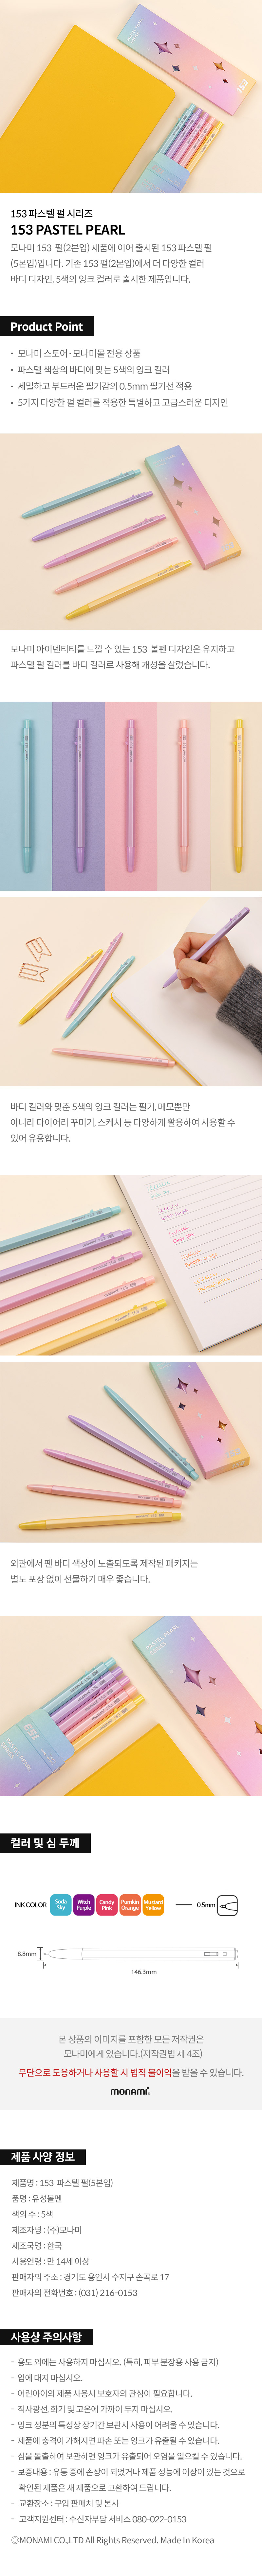 153
153 파스텔 펄 시리즈
153 PASTEL PEARL
모나미 153 펄(2본입) 제품에 이어 출시된 153 파스텔 펄
(5본입)입니다. 기존 153 펄(2본입)에서 더 다양한 컬러
바디 디자인, 5색의 잉크 컬러로 출시한 제품입니다.
Product Point
• 모나미 스토어·모나미몰 전용 상품
• 파스텔 색상의 바디에 맞는 5색의 잉크 컬러
• 세밀하고 부드러운 필기감의 0.5mm 필기선 적용
• 5가지 다양한 펄 컬러를 적용한 특별하고 고급스러운 디자인
모나미 아이덴티티를 느낄 수 있는 153 볼펜 디자인은 유지하고
파스텔 펄 컬러를 바디 컬러로 사용해 개성을 살렸습니다.
바디 컬러와 맞춘 5색의 잉크 컬러는 필기, 메모뿐만
아니라 다이어리 꾸미기, 스케치 등 다양하게 활용하여 사용할 수
있어 유용합니다.
외관에서 펜 바디 색상이 노출되도록 제작된 패키지는
별도 포장 없이 선물하기 매우 좋습니다.
153
PASTEL PEARL
컬러 및 심 두께
INK COLOR
Soda Sky
Witch Purple
Candy Pink
Pumkin Orange
Mustard Yellow
0.5mm
8.8mm
146.3mm
본 상품의 이미지를 포함한 모든 저작권은
모나미에게 있습니다.(저작권법 제 4조)
무단으로 도용하거나 사용할 시 법적 불이익을 받을 수 있습니다.
monami
제품 사양 정보
제품명 : 153 파스텔 펄(5본입)
품명 : 유성볼펜
색의 수 : 5색
제조자명 : (주)모나미
제조국명 : 한국
사용연령 : 만 14세 이상
판매자의 주소 : 경기도 용인시 수지구 손곡로 17
판매자의 전화번호 : (031) 216-0153
사용상 주의사항
- 용도 외에는 사용하지 마십시오. (특히, 피부 분장용 사용 금지)
- 입에 대지 마십시오.
- 어린아이의 제품 사용시 보호자의 관심이 필요합니다.
- 직사광선, 화기 및 고온에 가까이 두지 마십시오.
- 잉크 성분의 특성상 장기간 보관시 사용이 어려울 수 있습니다.
- 제품에 충격이 가해지면 파손 또는 잉크가 유출될 수 있습니다.
- 심을 돌출하여 보관하면 잉크가 유출되어 오염을 일으킬 수 있습니다.
- 보증내용 : 유통 중에 손상이 되었거나 제품 성능에 이상이 있는 것으로
확인된 제품은 새 제품으로 교환하여 드립니다.
- 교환장소 : 구입 판매처 및 본사
- 고객지원센터 : 수신자부담 서비스 080-022-0153
ⓒMONAMI CO.,LTD All Rights Reserved. Made In Korea